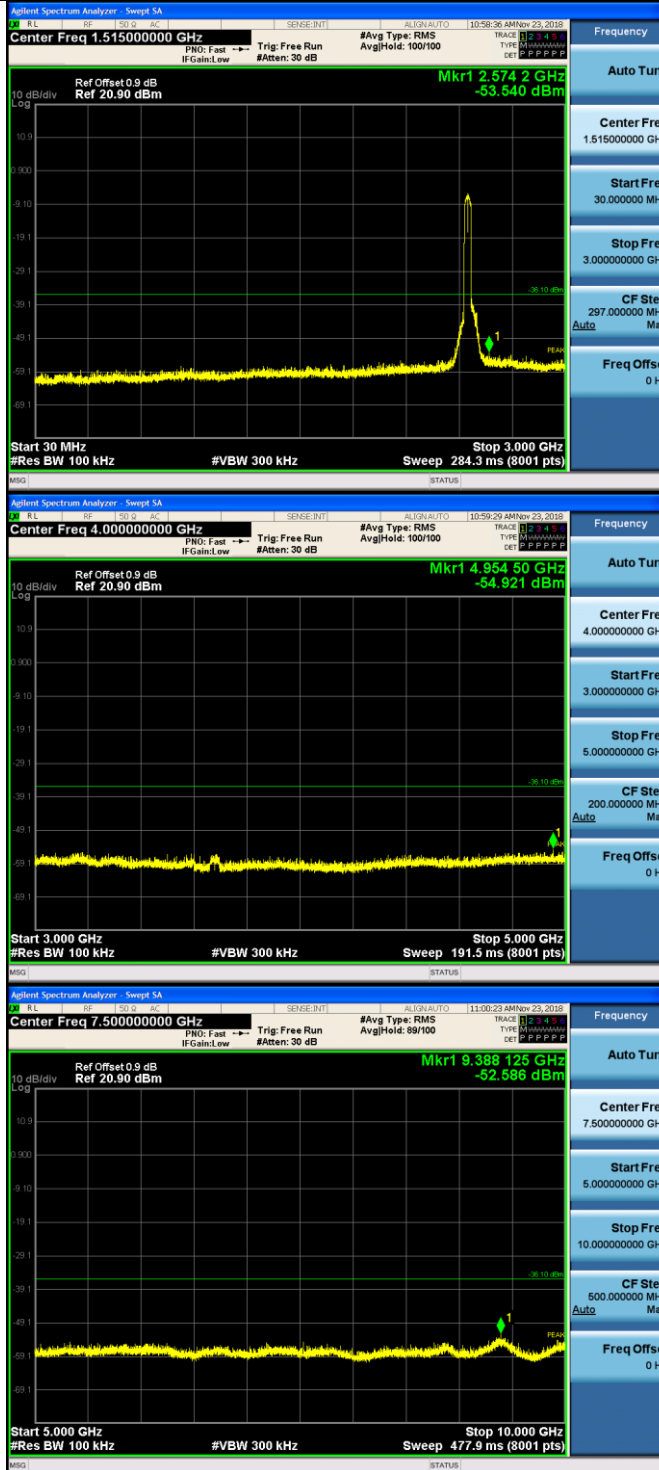 Agilent Spectrum Analyzer - Swept SA
RL RF 50 Ω AC SENSE:INT ALIGNAUTO 10:58:36 AMNov 23, 2018
Center Freq 1.515000000 GHz
PNO: Fast
IFGain:Low
Trig: Free Run
#Atten: 30 dB
#Avg Type: RMS
Avg|Hold: 100/100
TRACE 1 2 3 4 5 6
TYPE M
DET P P P P P P
Frequency
Auto Tun
Mkr1 2.574 2 GHz
-53.540 dBm
Ref Offset 0.9 dB
Ref 20.90 dBm
10 dB/div
Log
10.9
0.900
-9.10
-19.1
-29.1
-39.1
-49.1
-59.1
-69.1
-36.10 dBm
1
PEAK
Start 30 MHz
Stop 3.000 GHz
#Res BW 100 kHz
#VBW 300 kHz
Sweep 284.3 ms (8001 pts)
Center Fre
1.515000000 GH
Start Fre
30.000000 MH
Stop Fre
3.000000000 GH
CF Ste
297.000000 MH
Auto Ma
Freq Offs
0 H
MSG STATUS
Agilent Spectrum Analyzer - Swept SA
RL RF 50 Ω AC SENSE:INT ALIGNAUTO 10:59:29 AMNov 23, 2018
Center Freq 4.000000000 GHz
PNO: Fast
IFGain:Low
Trig: Free Run
#Atten: 30 dB
#Avg Type: RMS
Avg|Hold: 100/100
TRACE 1 2 3 4 5 6
TYPE M
DET P P P P P P
Frequency
Auto Tun
Mkr1 4.954 50 GHz
-54.921 dBm
Ref Offset 0.9 dB
Ref 20.90 dBm
10 dB/div
Log
10.9
0.900
-9.10
-19.1
-29.1
-39.1
-49.1
-59.1
-69.1
-36.10 dBm
1
Start 3.000 GHz
Stop 5.000 GHz
#Res BW 100 kHz
#VBW 300 kHz
Sweep 191.5 ms (8001 pts)
Center Fre
4.000000000 GH
Start Fre
3.000000000 GH
Stop Fre
5.000000000 GH
CF Ste
200.000000 MH
Auto Ma
Freq Offs
0 H
MSG STATUS
Agilent Spectrum Analyzer - Swept SA
RL RF 50 Ω AC SENSE:INT ALIGNAUTO 11:00:23 AMNov 23, 2018
Center Freq 7.500000000 GHz
PNO: Fast
IFGain:Low
Trig: Free Run
#Atten: 30 dB
#Avg Type: RMS
Avg|Hold: 89/100
TRACE 1 2 3 4 5 6
TYPE M
DET P P P P P P
Frequency
Auto Tun
Mkr1 9.388 125 GHz
-52.586 dBm
Ref Offset 0.9 dB
Ref 20.90 dBm
10 dB/div
Log
10.9
0.900
-9.10
-19.1
-29.1
-39.1
-49.1
-59.1
-69.1
-36.10 dBm
1
PEAK
Start 5.000 GHz
Stop 10.000 GHz
#Res BW 100 kHz
#VBW 300 kHz
Sweep 477.9 ms (8001 pts)
Center Fre
7.500000000 GH
Start Fre
5.000000000 GH
Stop Fre
10.000000000 GH
CF Ste
500.000000 MH
Auto Ma
Freq Offs
0 H
MSG STATUS